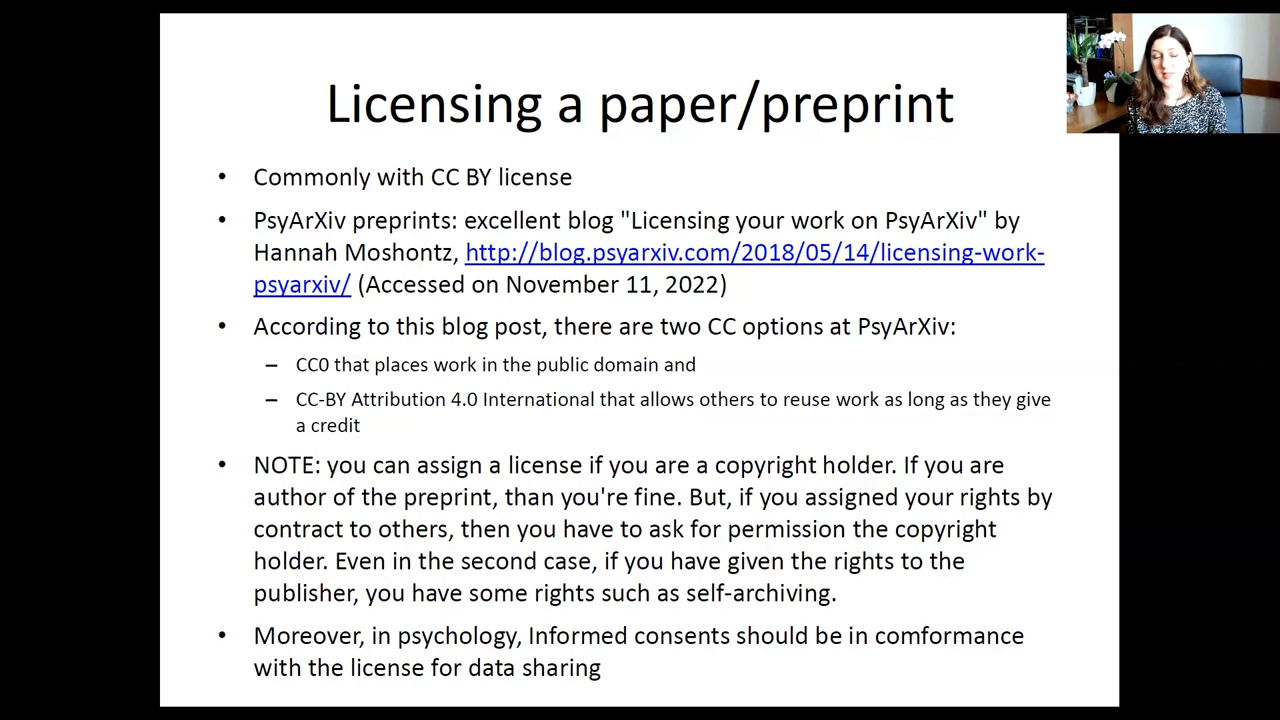 Licensing a paper/preprint
• Commonly with CC BY license
• PsyArXiv preprints: excellent blog "Licensing your work on PsyArXiv" by
Hannah Moshontz, http://blog.psyarxiv.com/2018/05/14/licensing-work-
psyarxiv/ (Accessed on November 11, 2022)
• According to this blog post, there are two CC options at PsyArXiv:
– CC0 that places work in the public domain and
– CC-BY Attribution 4.0 International that allows others to reuse work as long as they give
a credit
• NOTE: you can assign a license if you are a copyright holder. If you are
author of the preprint, than you're fine. But, if you assigned your rights by
contract to others, then you have to ask for permission the copyright
holder. Even in the second case, if you have given the rights to the
publisher, you have some rights such as self-archiving.
• Moreover, in psychology, Informed consents should be in comformance
with the license for data sharing